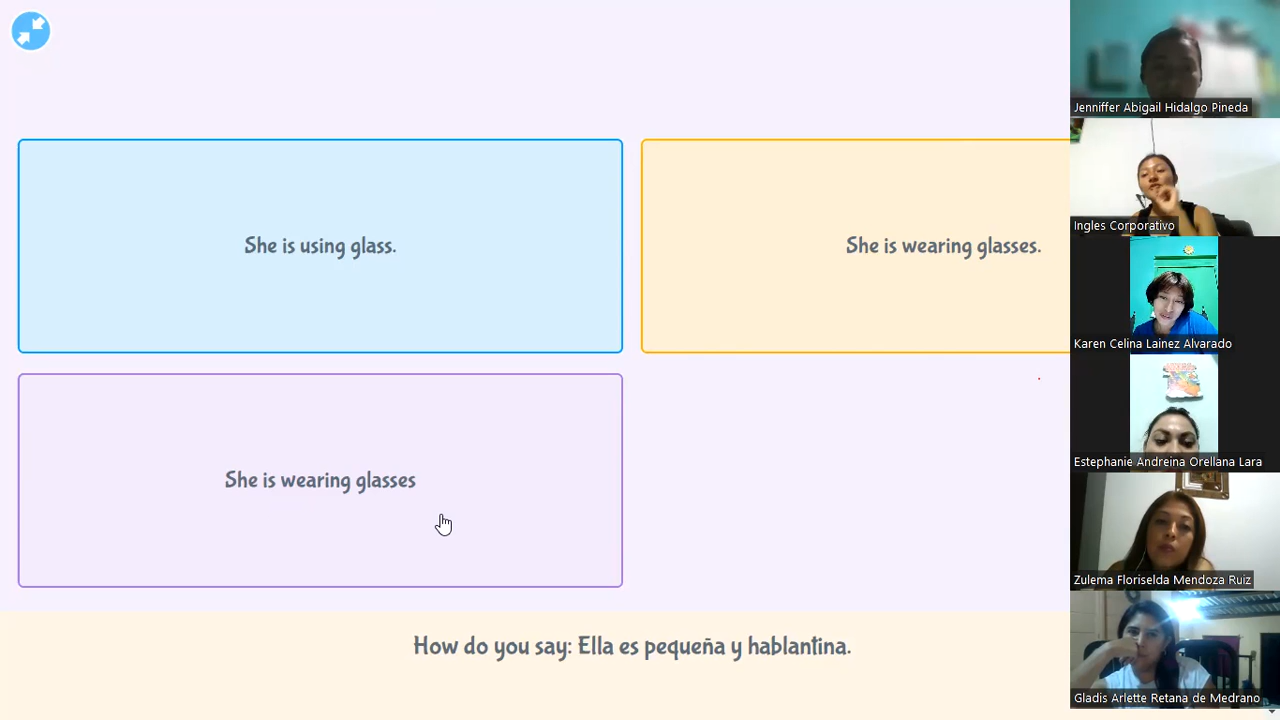 She is using glass.
She is wearing glasses.
She is wearing glasses
How do you say: Ella es pequeña y hablantina.
Jenniffer Abigail Hidalgo Pineda
Ingles Corporativo
Karen Celina Lainez Alvarado
Estephanie Andreina Orellana Lara
Zulema Floriselda Mendoza Ruiz
Gladis Arlette Retana de Medrano